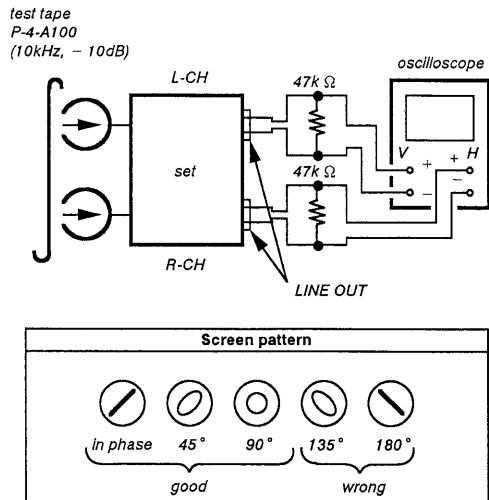 test tape
P-4-A100
(10kHz, − 10dB)
oscilloscope
L-CH
47k Ω
V
H
+
+
−
−
set
47k Ω
R-CH
LINE OUT
Screen pattern
in phase 45° 90° 135° 180°
good wrong